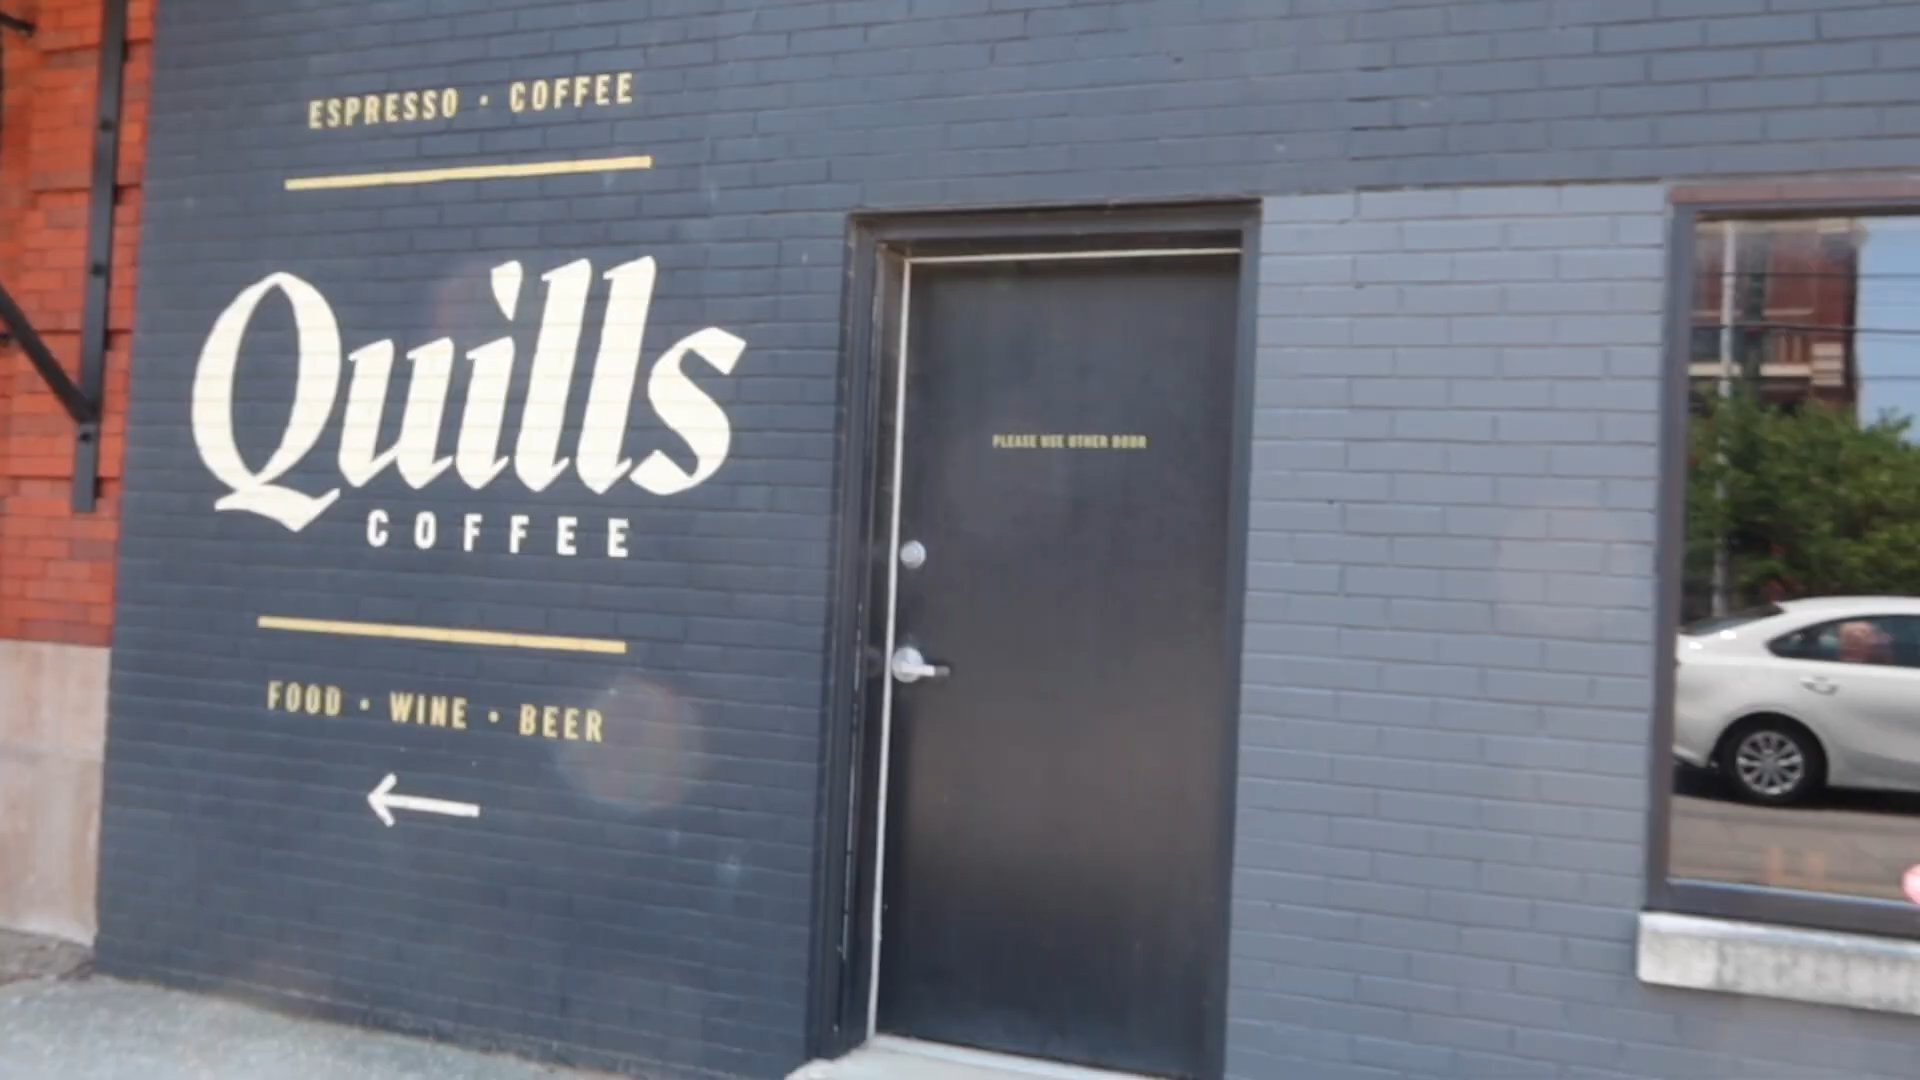 ESPRESSO · COFFEE
Quills
COFFEE
FOOD · WINE · BEER
PLEASE USE OTHER DOOR